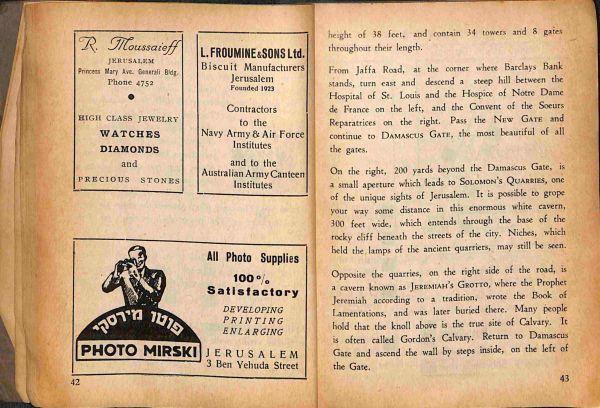 R. Moussaieff
JERUSALEM
Princess Mary Ave. Generali Bldg.
Phone 4752
HIGH CLASS JEWELRY
WATCHES
DIAMONDS
and
PRECIOUS STONES
L. FROUMINE & SONS Ltd.
Biscuit Manufacturers
Jerusalem
Founded 1923
Contractors
to the
Navy Army & Air Force
Institutes
and to the
Australian Army Canteen
Institutes
All Photo Supplies
100%
Satisfactory
DEVELOPING
PRINTING
ENLARGING
פוטו מירסקי
PHOTO MIRSKI
JERUSALEM
3 Ben Yehuda Street
42
height of 38 feet, and contain 34 towers and 8 gates
throughout their length.
From Jaffa Road, at the corner where Barclays Bank
stands, turn east and descend a steep hill between the
Hospital of St. Louis and the Hospice of Notre Dame
de France on the left, and the Convent of the Soeurs
Reparatrices on the right. Pass the NEW GATE and
continue to DAMASCUS GATE, the most beautiful of all
the gates.
On the right, 200 yards beyond the Damascus Gate, is
a small aperture which leads to SOLOMON'S QUARRIES, one
of the unique sights of Jerusalem. It is possible to grope
your way some distance in this enormous white cavern,
300 feet wide, which entends through the base of the
rocky cliff beneath the streets of the city. Niches, which
held the lamps of the ancient quarriers, may still be seen.
Opposite the quarries, on the right side of the road, is
a cavern known as JEREMIAH'S GROTTO, where the Prophet
Jeremiah according to a tradition, wrote the Book of
Lamentations, and was later buried there. Many people
hold that the knoll above is the true site of Calvary. It
is often called Gordon's Calvary. Return to Damascus
Gate and ascend the wall by steps inside, on the left of
the Gate.
43